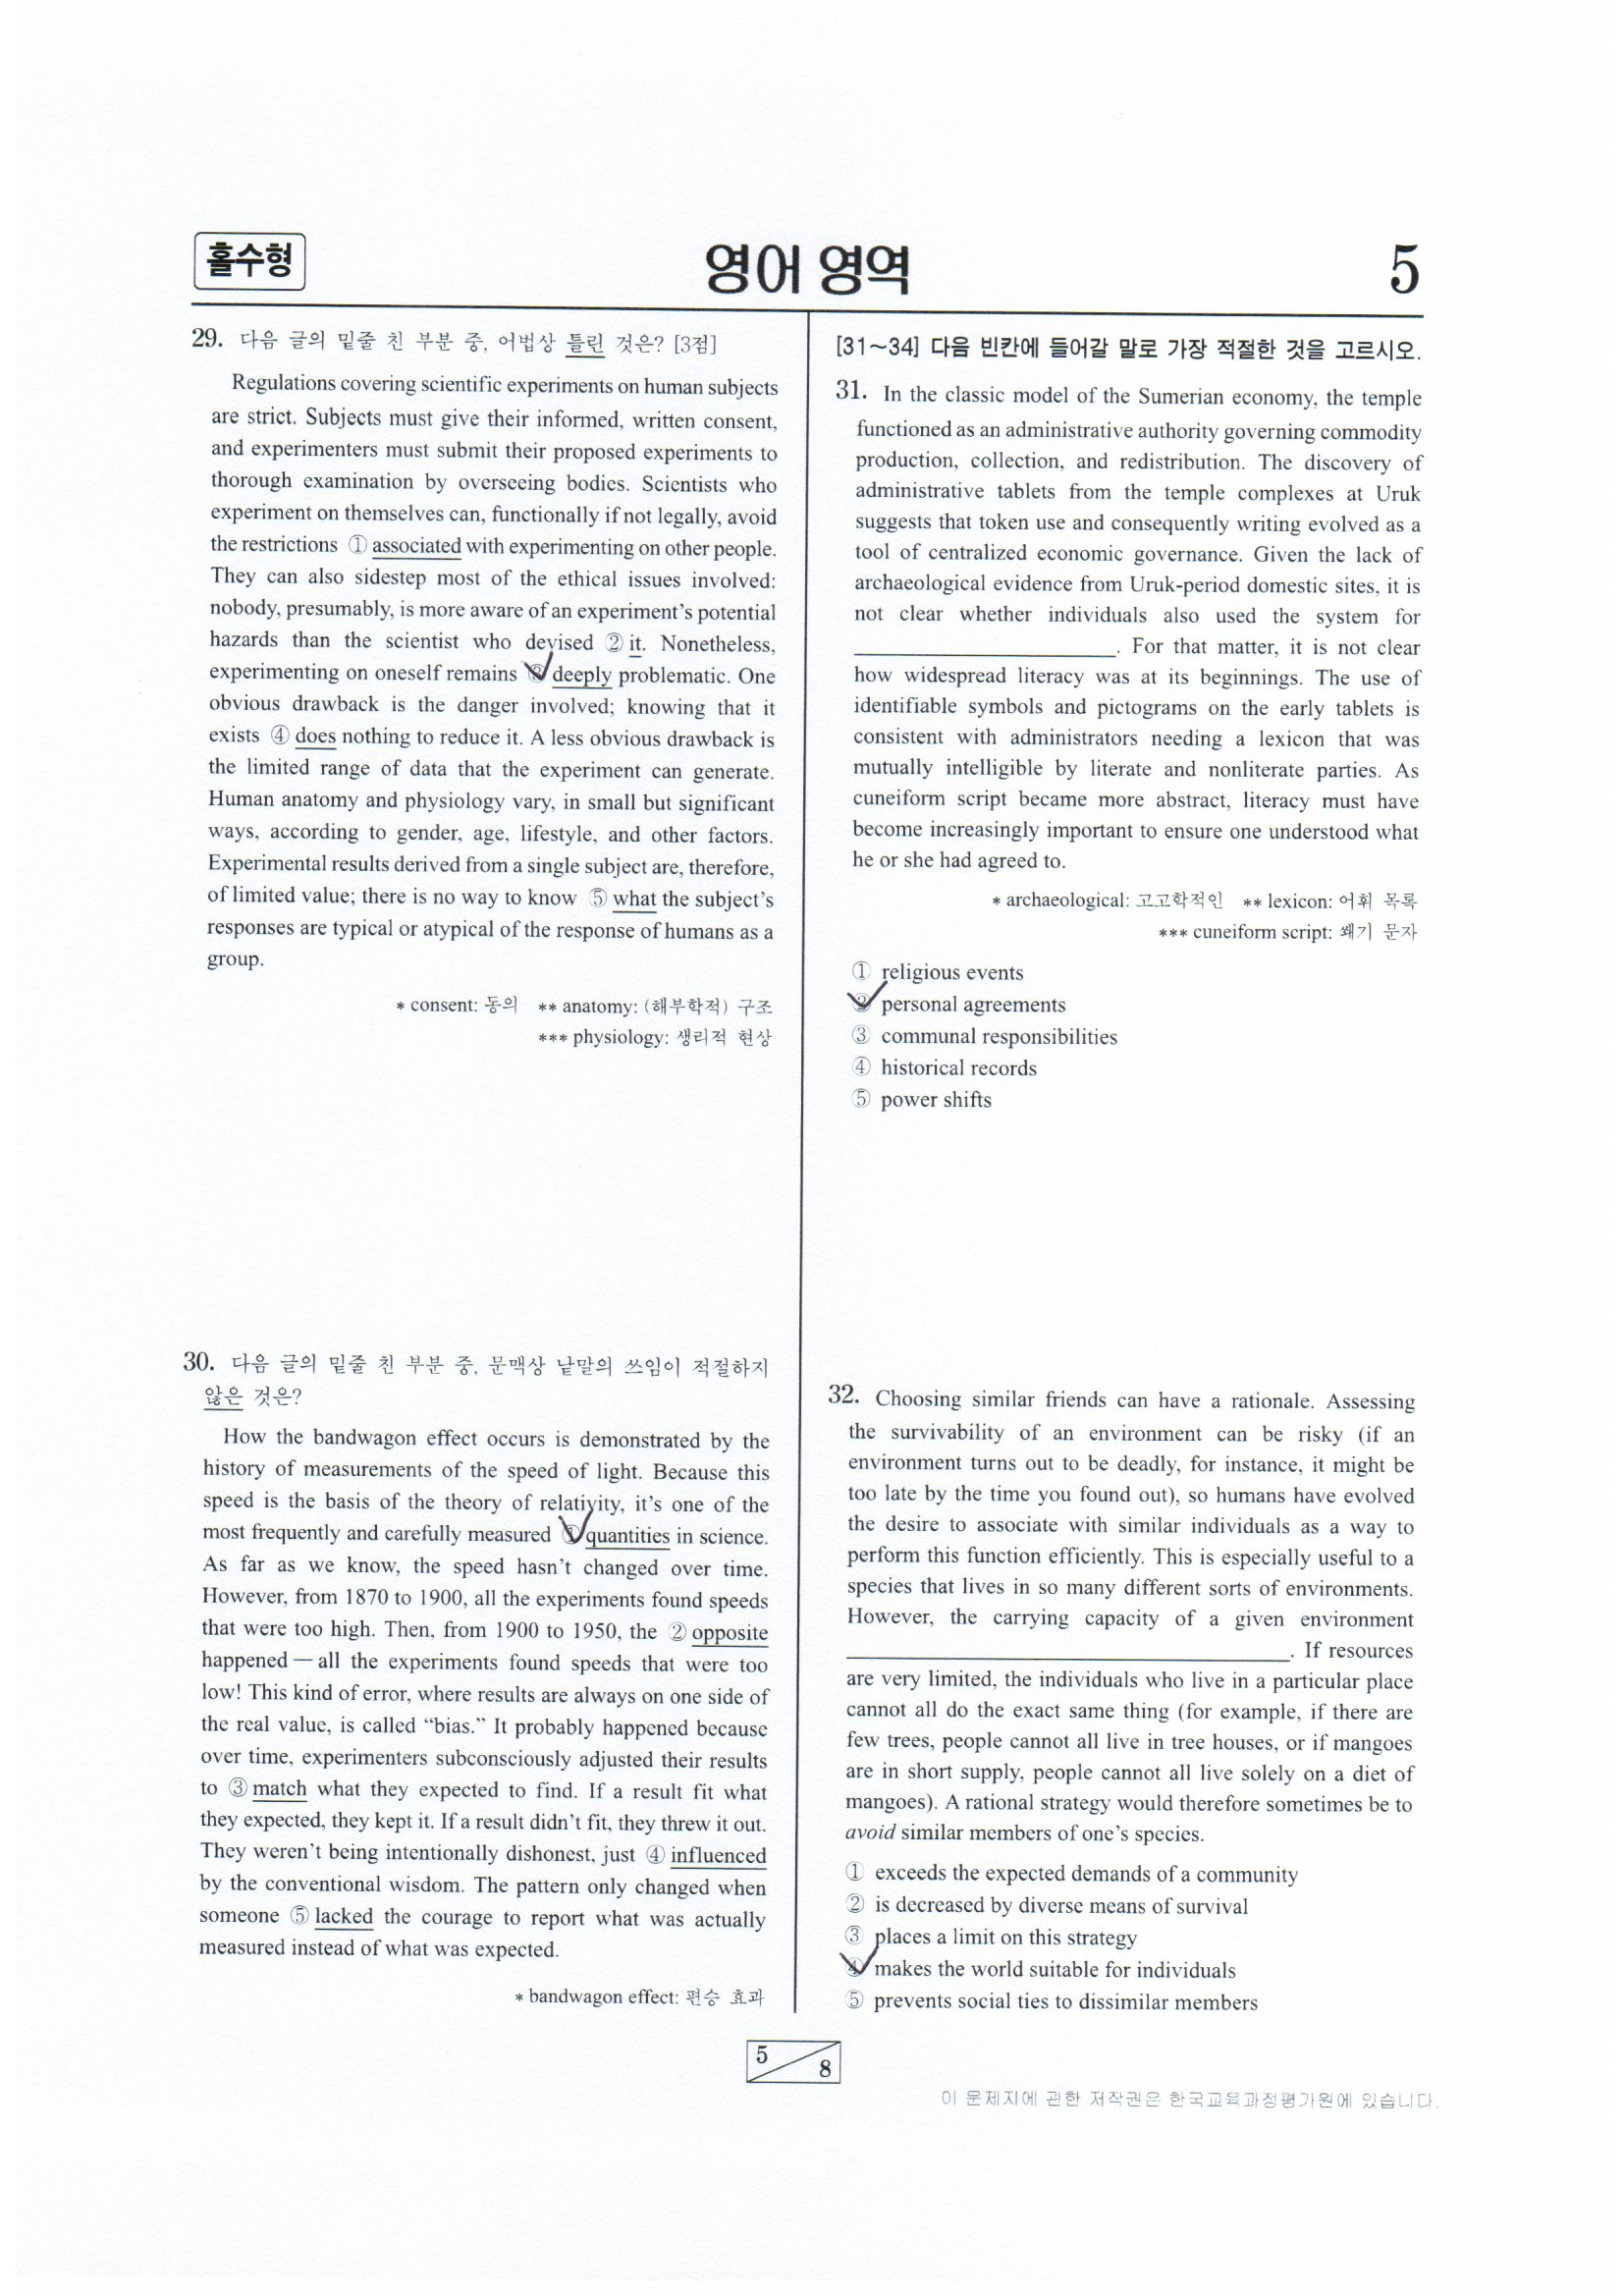 홀수형
영어 영역
5
29. 다음 글의 밑줄 친 부분 중, 어법상 틀린 것은? [3점]
Regulations covering scientific experiments on human subjects
are strict. Subjects must give their informed, written consent,
and experimenters must submit their proposed experiments to
thorough examination by overseeing bodies. Scientists who
experiment on themselves can, functionally if not legally, avoid
the restrictions ① associated with experimenting on other people.
They can also sidestep most of the ethical issues involved:
nobody, presumably, is more aware of an experiment's potential
hazards than the scientist who devised ② it. Nonetheless,
experimenting on oneself remains ③ deeply problematic. One
obvious drawback is the danger involved; knowing that it
exists ④ does nothing to reduce it. A less obvious drawback is
the limited range of data that the experiment can generate.
Human anatomy and physiology vary, in small but significant
ways, according to gender, age, lifestyle, and other factors.
Experimental results derived from a single subject are, therefore,
of limited value; there is no way to know ⑤ what the subject's
responses are typical or atypical of the response of humans as a
group.
* consent: 동의 ** anatomy: (해부학적) 구조
*** physiology: 생리적 현상
30. 다음 글의 밑줄 친 부분 중, 문맥상 낱말의 쓰임이 적절하지
않은 것은?
How the bandwagon effect occurs is demonstrated by the
history of measurements of the speed of light. Because this
speed is the basis of the theory of relativity, it's one of the
most frequently and carefully measured ① quantities in science.
As far as we know, the speed hasn't changed over time.
However, from 1870 to 1900, all the experiments found speeds
that were too high. Then, from 1900 to 1950, the ② opposite
happened — all the experiments found speeds that were too
low! This kind of error, where results are always on one side of
the real value, is called “bias.” It probably happened because
over time, experimenters subconsciously adjusted their results
to ③ match what they expected to find. If a result fit what
they expected, they kept it. If a result didn't fit, they threw it out.
They weren't being intentionally dishonest, just ④ influenced
by the conventional wisdom. The pattern only changed when
someone ⑤ lacked the courage to report what was actually
measured instead of what was expected.
* bandwagon effect: 편승 효과
[31~34] 다음 빈칸에 들어갈 말로 가장 적절한 것을 고르시오.
31. In the classic model of the Sumerian economy, the temple
functioned as an administrative authority governing commodity
production, collection, and redistribution. The discovery of
administrative tablets from the temple complexes at Uruk
suggests that token use and consequently writing evolved as a
tool of centralized economic governance. Given the lack of
archaeological evidence from Uruk-period domestic sites, it is
not clear whether individuals also used the system for
. For that matter, it is not clear
how widespread literacy was at its beginnings. The use of
identifiable symbols and pictograms on the early tablets is
consistent with administrators needing a lexicon that was
mutually intelligible by literate and nonliterate parties. As
cuneiform script became more abstract, literacy must have
become increasingly important to ensure one understood what
he or she had agreed to.
* archaeological: 고고학적인 ** lexicon: 어휘 목록
*** cuneiform script: 쐐기 문자
① religious events
② personal agreements
③ communal responsibilities
④ historical records
⑤ power shifts
32. Choosing similar friends can have a rationale. Assessing
the survivability of an environment can be risky (if an
environment turns out to be deadly, for instance, it might be
too late by the time you found out), so humans have evolved
the desire to associate with similar individuals as a way to
perform this function efficiently. This is especially useful to a
species that lives in so many different sorts of environments.
However, the carrying capacity of a given environment
. If resources
are very limited, the individuals who live in a particular place
cannot all do the exact same thing (for example, if there are
few trees, people cannot all live in tree houses, or if mangoes
are in short supply, people cannot all live solely on a diet of
mangoes). A rational strategy would therefore sometimes be to
avoid similar members of one's species.
① exceeds the expected demands of a community
② is decreased by diverse means of survival
③ places a limit on this strategy
④ makes the world suitable for individuals
⑤ prevents social ties to dissimilar members
5
8
이 문제지에 관한 저작권은 한국교육과정평가원에 있습니다.